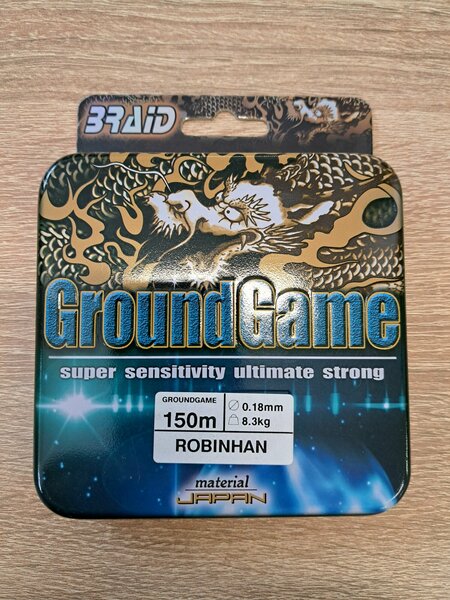 BRAID
GroundGame
super sensitivity ultimate strong
GROUNDGAME
150m
0.18mm
8.3kg
ROBINHAN
material
JAPAN